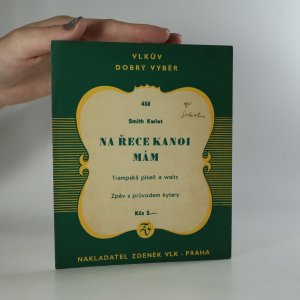 VLKŮV
DOBRÝ VÝBĚR
458
Smith Kwiet
NA ŘECE KANOI
MÁM
Trampská píseň a waltz
Zpěv s průvodem kytary
Kčs 5.—
NAKLADATEL ZDENĚK VLK - PRAHA